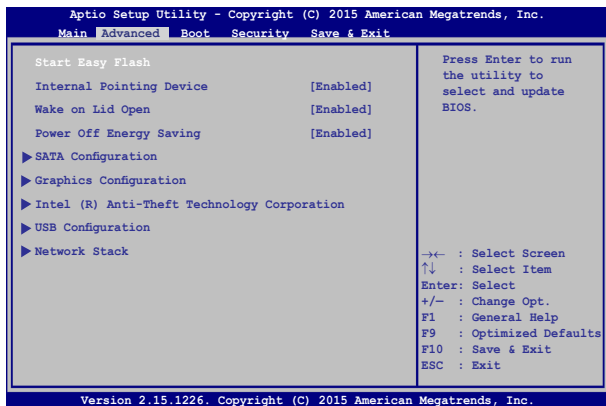 Aptio Setup Utility - Copyright (C) 2015 American Megatrends, Inc.
Main Advanced Boot Security Save & Exit
Start Easy Flash
Internal Pointing Device [Enabled]
Wake on Lid Open [Enabled]
Power Off Energy Saving [Enabled]
SATA Configuration
Graphics Configuration
Intel (R) Anti-Theft Technology Corporation
USB Configuration
Network Stack
Press Enter to run
the utility to
select and update
BIOS.
→← : Select Screen
↑↓ : Select Item
Enter: Select
+/— : Change Opt.
F1 : General Help
F9 : Optimized Defaults
F10 : Save & Exit
ESC : Exit
Version 2.15.1226. Copyright (C) 2015 American Megatrends, Inc.